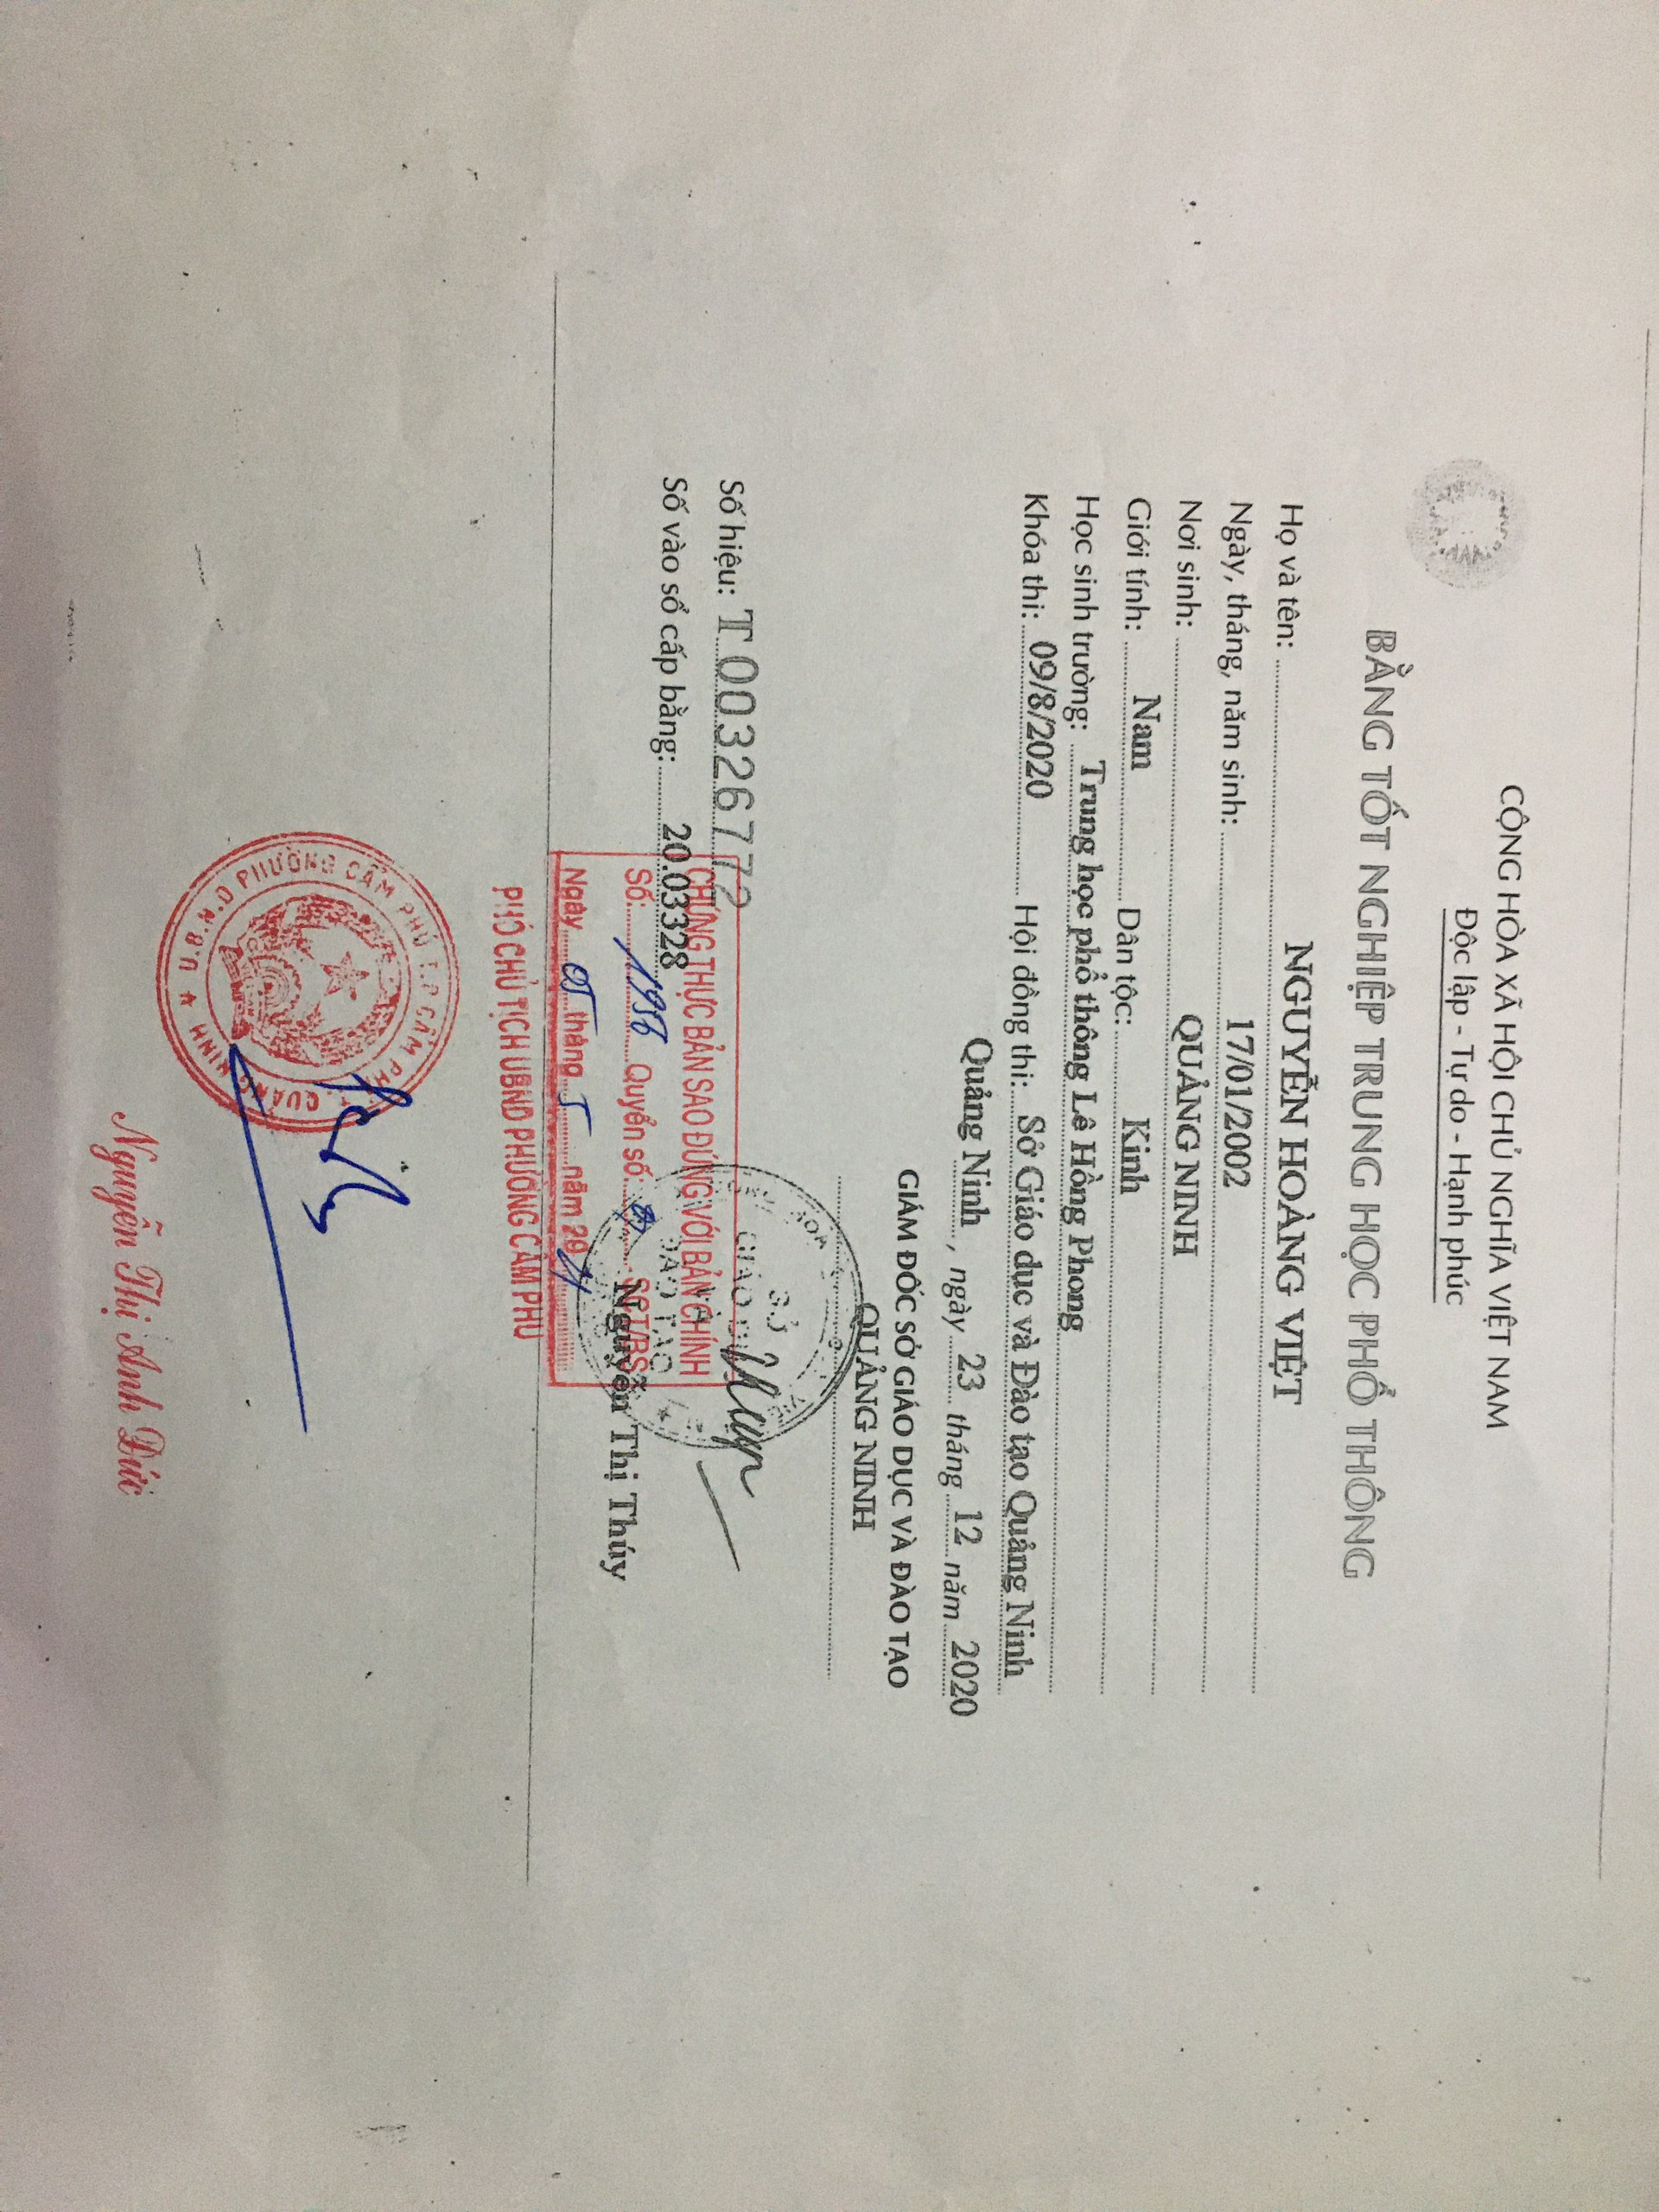 CỘNG HÒA XÃ HỘI CHỦ NGHĨA VIỆT NAM
Độc lập - Tự do - Hạnh phúc
BẰNG TỐT NGHIỆP TRUNG HỌC PHỔ THÔNG
Họ và tên: NGUYỄN HOÀNG VIỆT
Ngày, tháng, năm sinh: 17/01/2002
Nơi sinh: QUẢNG NINH
Giới tính: Nam Dân tộc: Kinh
Học sinh trường: Trung học phổ thông Lê Hồng Phong
Khóa thi: 09/8/2020 Hội đồng thi: Sở Giáo dục và Đào tạo Quảng Ninh
Quảng Ninh, ngày 23 tháng 12 năm 2020
GIÁM ĐỐC SỞ GIÁO DỤC VÀ ĐÀO TẠO
QUẢNG NINH
SỞ
GIÁO DỤC
VÀ
ĐÀO TẠO
Số hiệu: T 00326772
Số vào sổ cấp bằng: 20.03328
Nguyễn Thị Thúy
CHỨNG THỰC BẢN SAO ĐÚNG VỚI BẢN CHÍNH
Số: 1956 Quyển số: 01 SCT/BS
Ngày 05 tháng 5 năm 2021
PHÓ CHỦ TỊCH UBND PHƯỜNG CẨM PHÚ
U.B.N.D PHƯỜNG CẨM PHÚ T.P CẨM PHẢ T. QUẢNG NINH
Nguyễn Thị Anh Đức